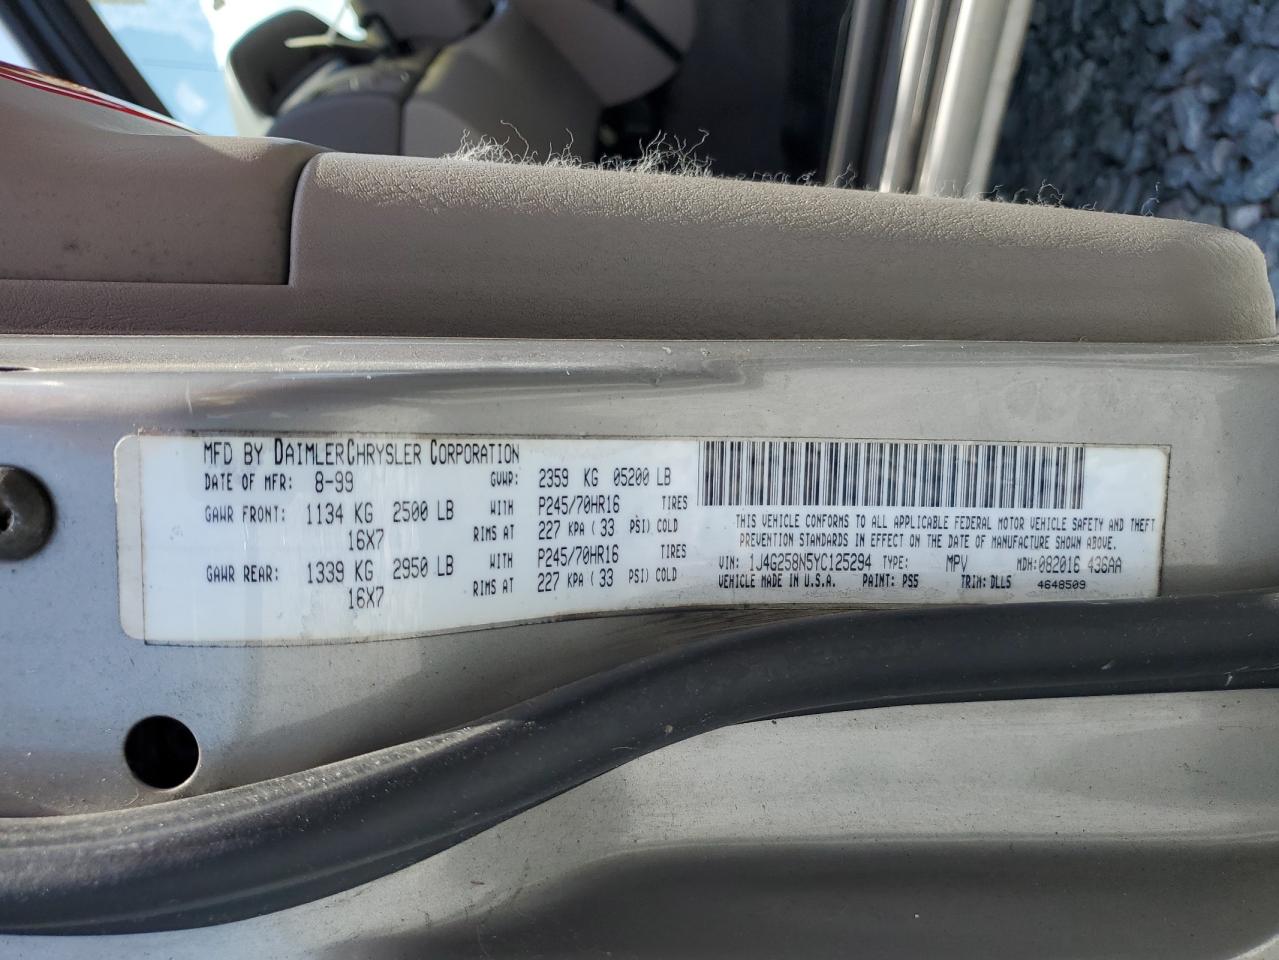 MFD BY DAIMLERCHRYSLER CORPORATION
DATE OF MFR: 8-99 GVWR: 2359 KG 05200 LB
GAWR FRONT: 1134 KG 2500 LB WITH P245/70HR16 TIRES
16X7 RIMS AT 227 KPA (33 PSI) COLD
GAWR REAR: 1339 KG 2950 LB WITH P245/70HR16 TIRES
16X7 RIMS AT 227 KPA (33 PSI) COLD
THIS VEHICLE CONFORMS TO ALL APPLICABLE FEDERAL MOTOR VEHICLE SAFETY AND THEFT
PREVENTION STANDARDS IN EFFECT ON THE DATE OF MANUFACTURE SHOWN ABOVE.
VIN: 1J4G258N5YC125294 TYPE: MPV MDH: 082016 436AA
VEHICLE MADE IN U.S.A. PAINT: PS5 TRIM: DLL5 4648509